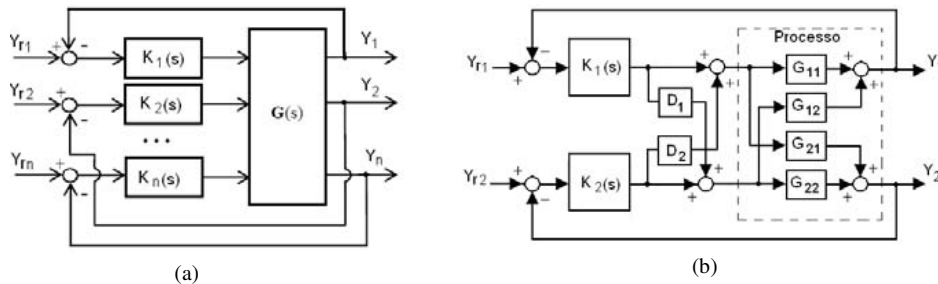 Yr1
+
-
K1(s)
Y1
Yr2
+
-
K2(s)
G(s)
Y2
...
Yrn
+
-
Kn(s)
Yn
(a)
Processo
Yr1
+
−
K1(s)
+
+
G11
+
+
Y
D1
G12
D2
G21
Yr2
+
−
K2(s)
+
+
G22
+
+
Y2
(b)